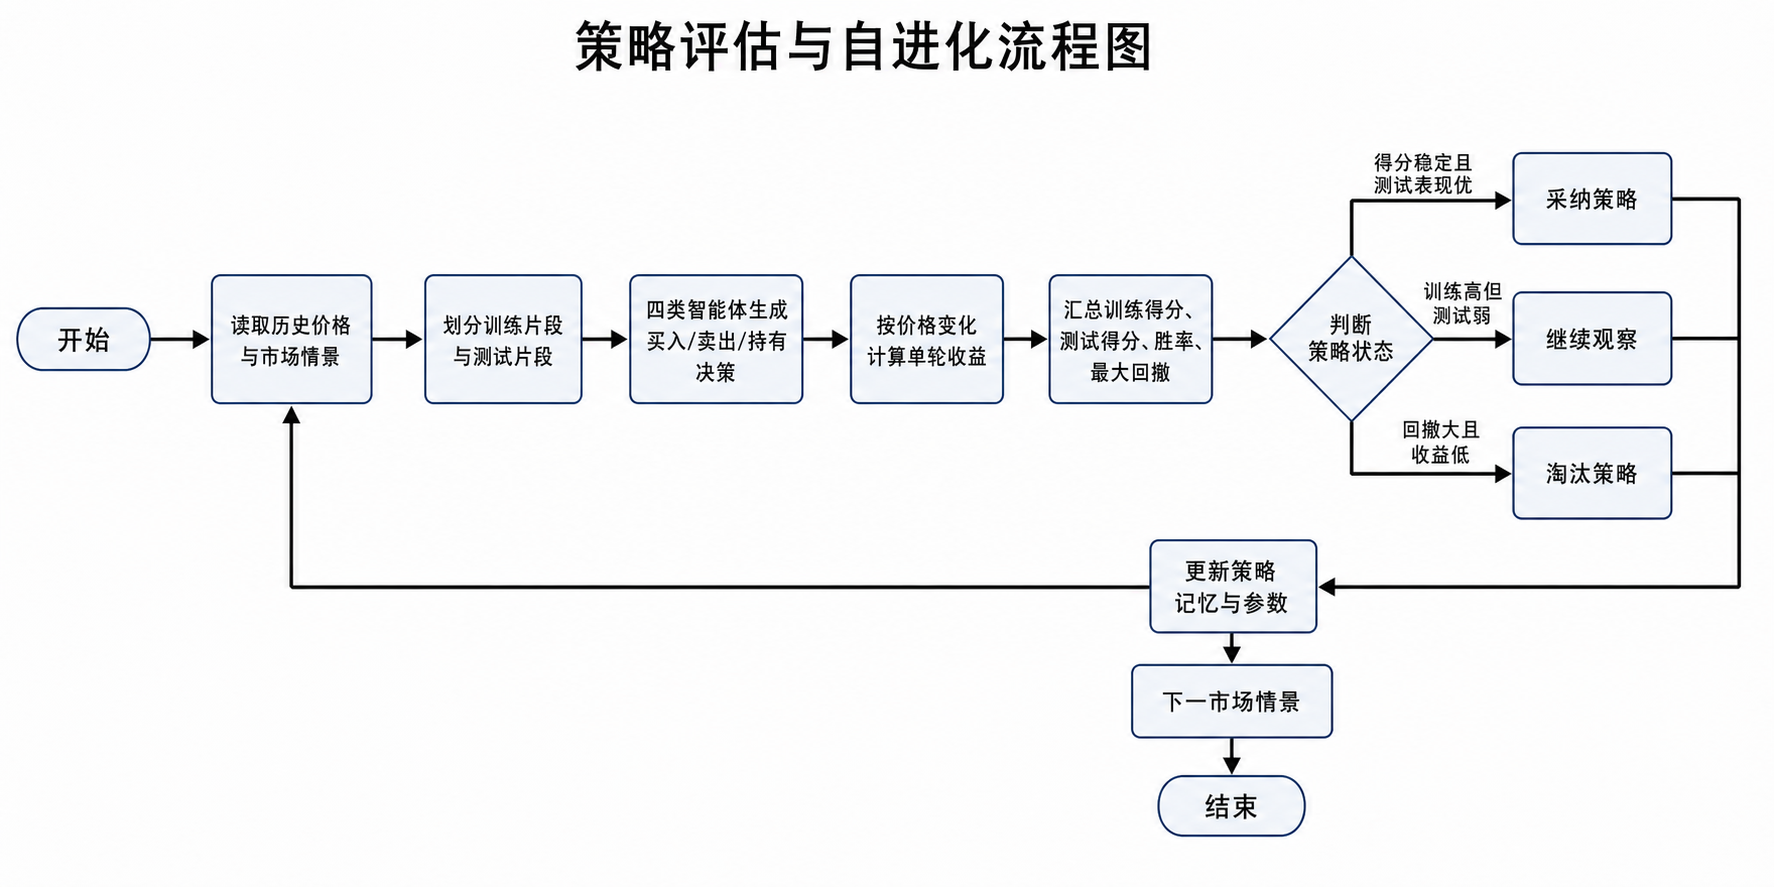 策略评估与自进化流程图
开始
读取历史价格
与市场情景
划分训练片段
与测试片段
四类智能体生成
买入/卖出/持有
决策
按价格变化
计算单轮收益
汇总训练得分、
测试得分、胜率、
最大回撤
判断
策略状态
得分稳定且
测试表现优
采纳策略
训练高但
测试弱
继续观察
回撤大且
收益低
淘汰策略
更新策略
记忆与参数
下一市场情景
结束